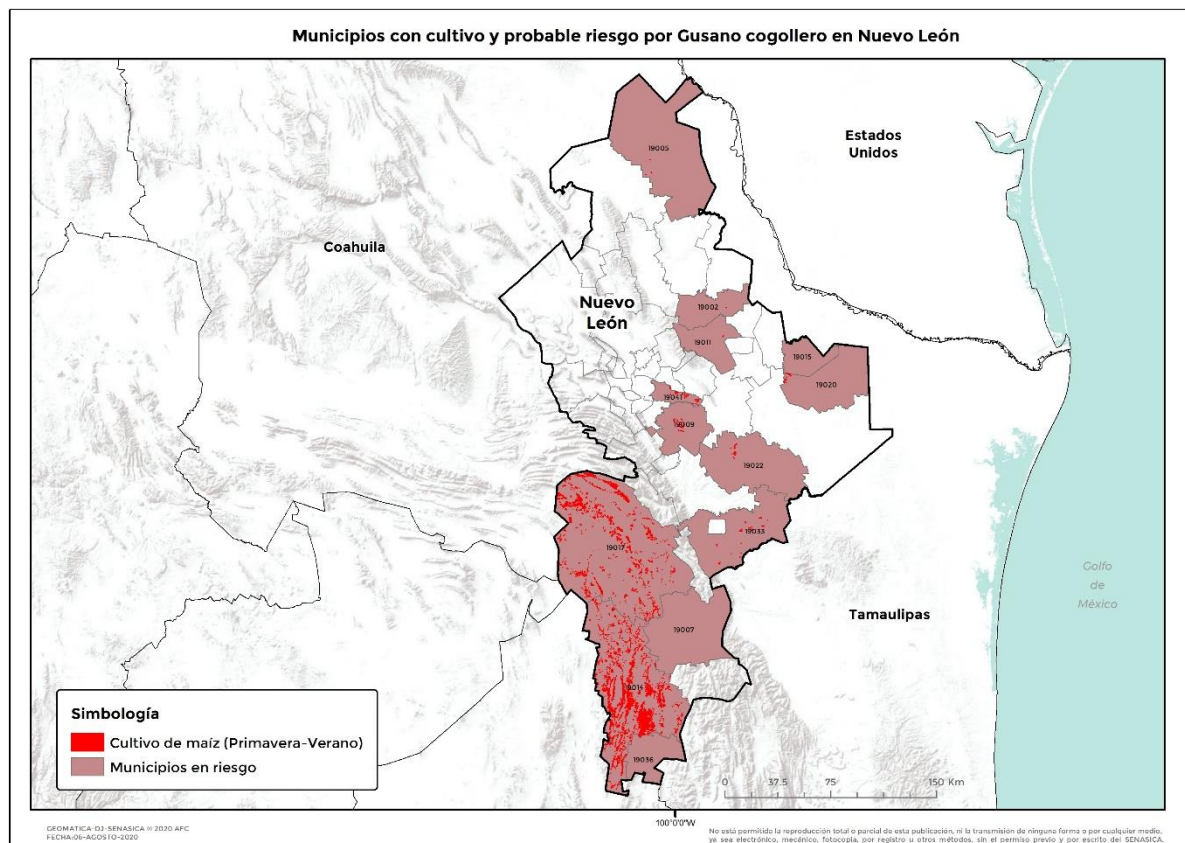 Municipios con cultivo y probable riesgo por Gusano cogollero en Nuevo León
Estados
Unidos
19005
Coahuila
Nuevo
León
19002
19011
19015
19020
19041
19009
19022
19033
19017
Golfo
de
México
Tamaulipas
19007
19014
19036
Simbología
Cultivo de maíz (Primavera-Verano)
Municipios en riesgo
0 37.5 75 150 Km
100°0'0"W
GEOMATICA-DJ-SENASICA © 2020 AFC
FECHA:06-AGOSTO-2020
No está permitida la reproducción total o parcial de esta publicación, ni la transmisión de ninguna forma o por cualquier medio,
ya sea electrónico, mecánico, fotocopia, por registro u otros métodos, sin el permiso previo y por escrito del SENASICA.